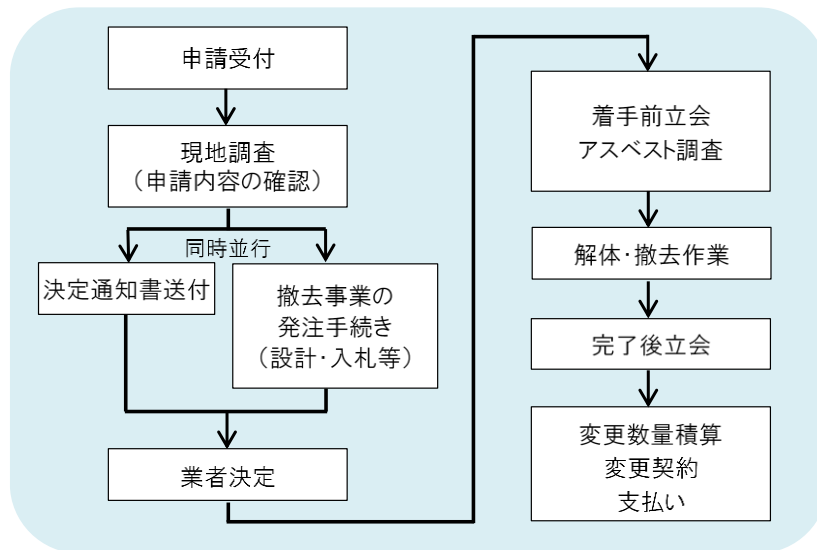 申請受付
現地調査
（申請内容の確認）
同時並行
決定通知書送付
撤去事業の
発注手続き
（設計･入札等）
業者決定
着手前立会
アスベスト調査
解体･撤去作業
完了後立会
変更数量積算
変更契約
支払い